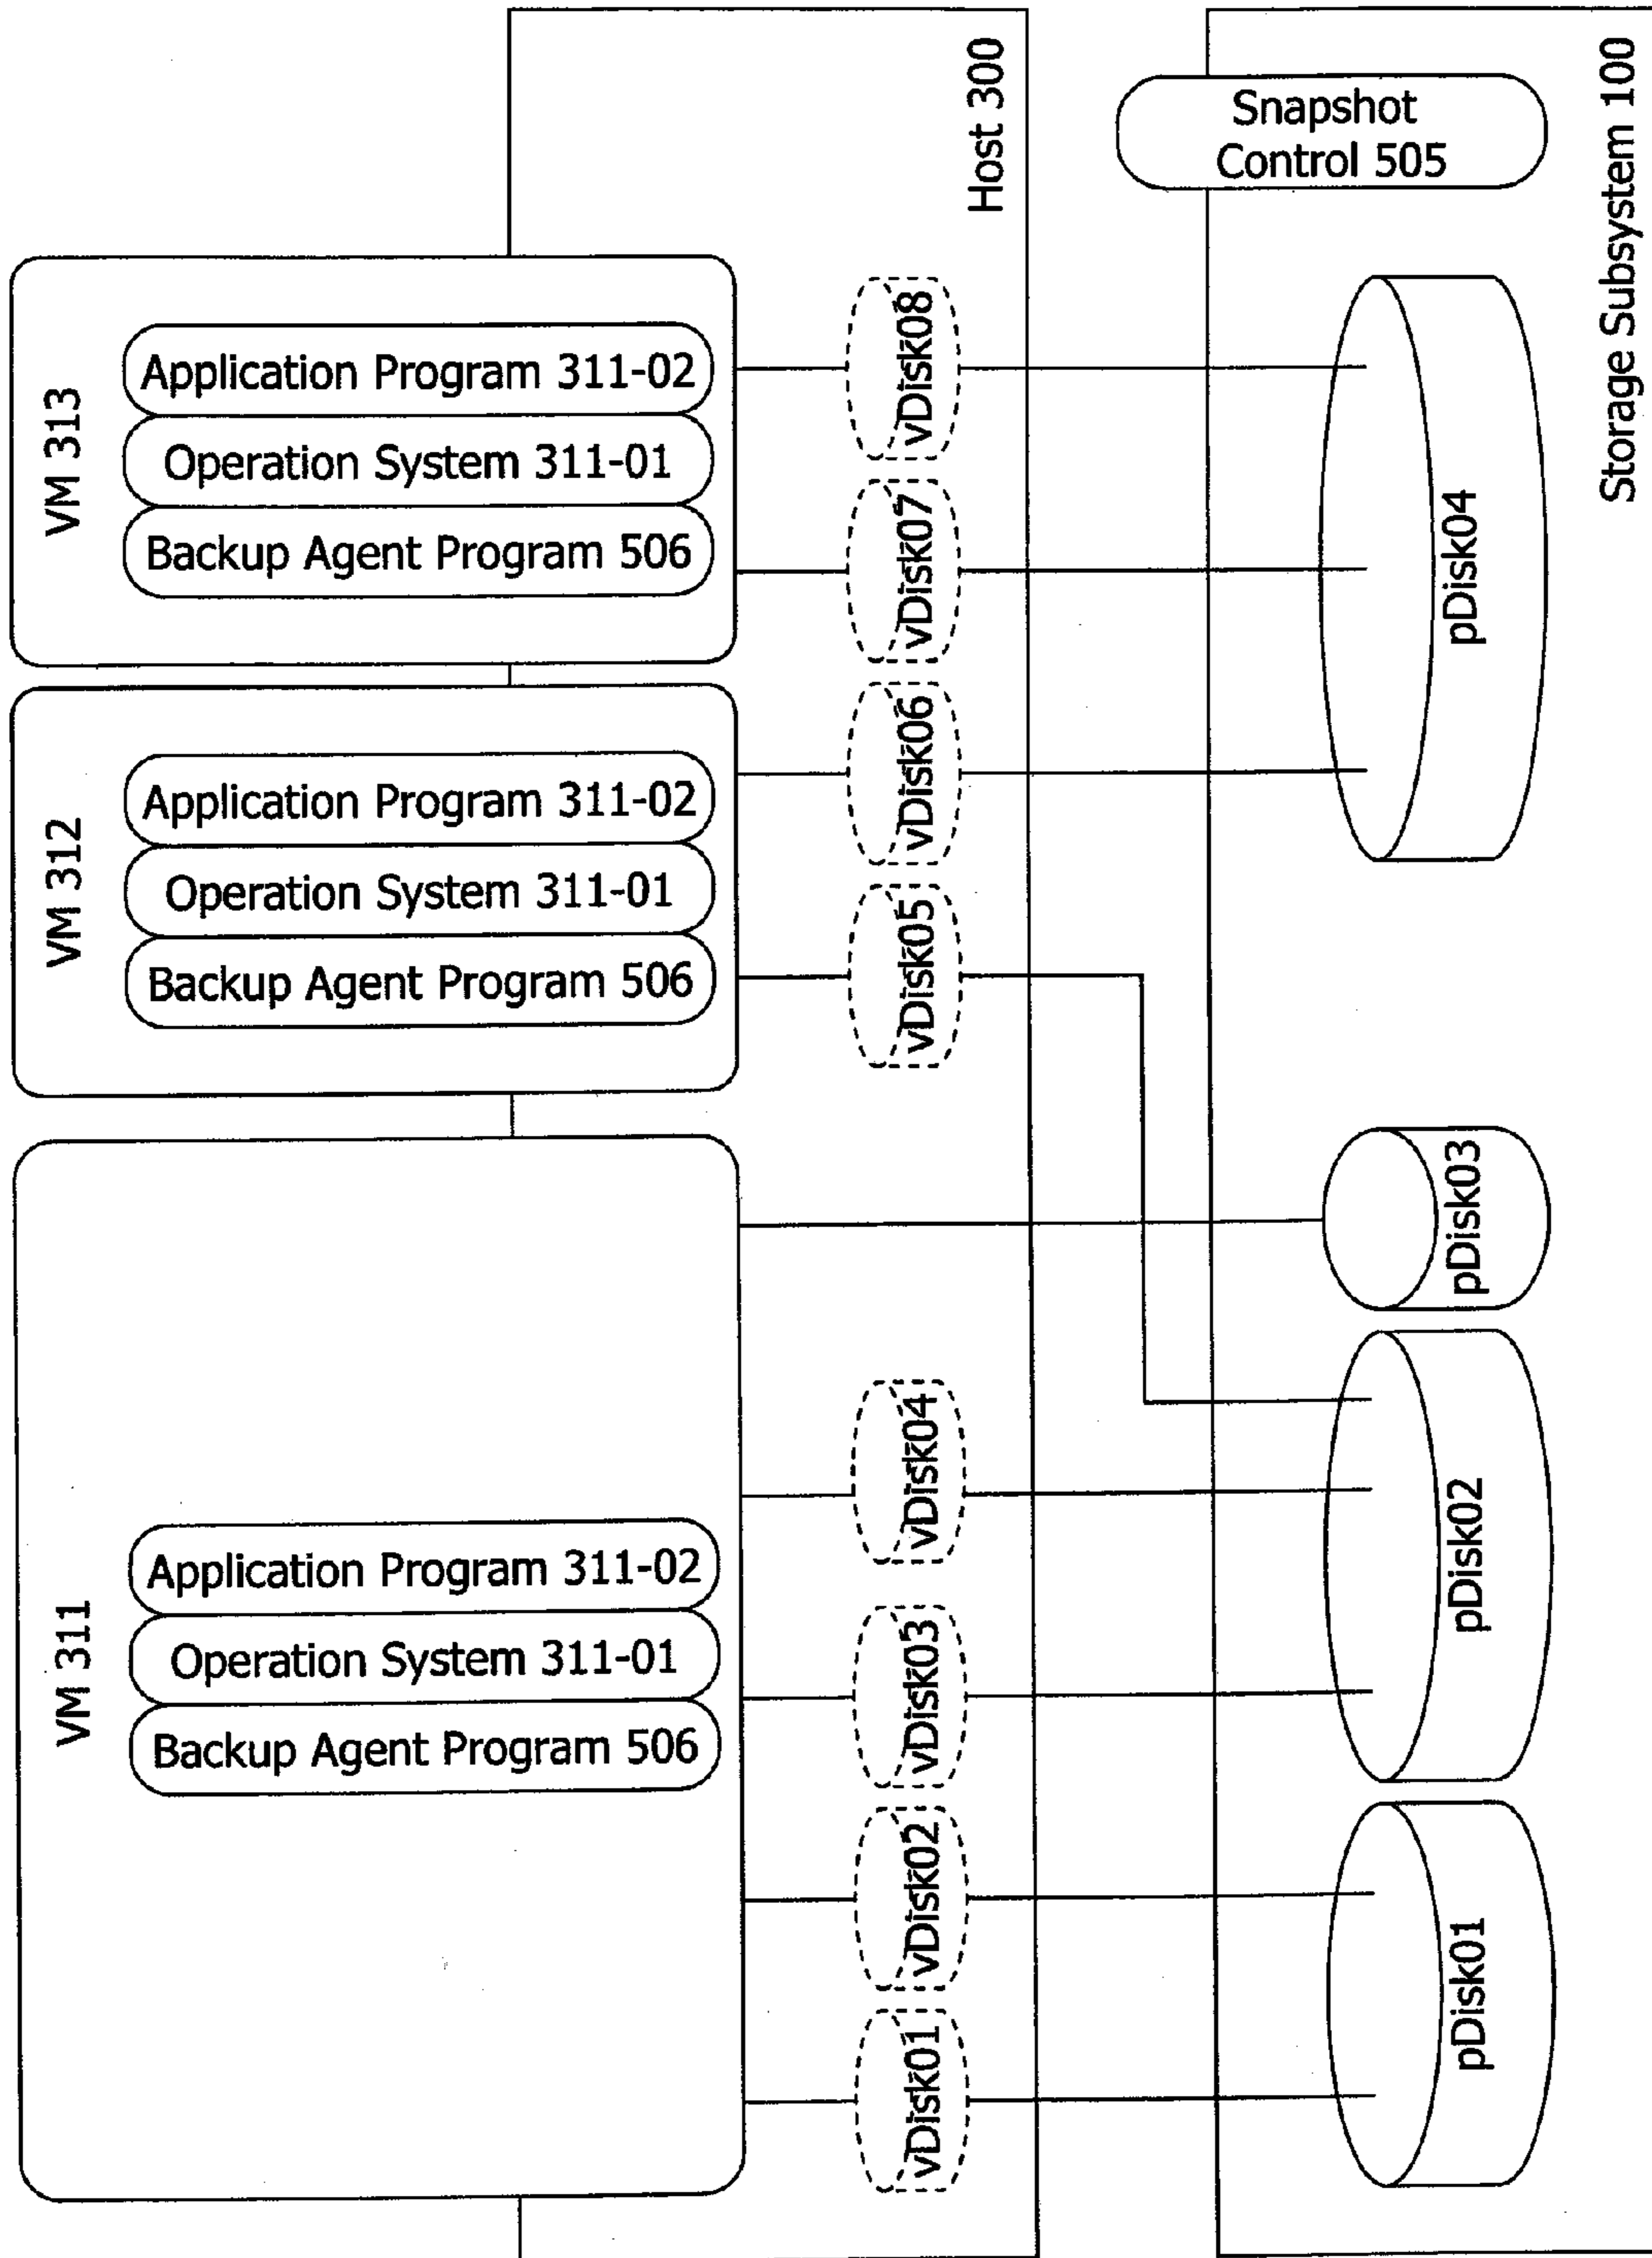 VM 311
Application Program 311-02
Operation System 311-01
Backup Agent Program 506
VM 312
Application Program 311-02
Operation System 311-01
Backup Agent Program 506
VM 313
Application Program 311-02
Operation System 311-01
Backup Agent Program 506
vDisk01
vDisk02
vDisk03
vDisk04
vDisk05
vDisk06
vDisk07
vDisk08
Host 300
Snapshot
Control 505
pDisk01
pDisk02
pDisk03
pDisk04
Storage Subsystem 100